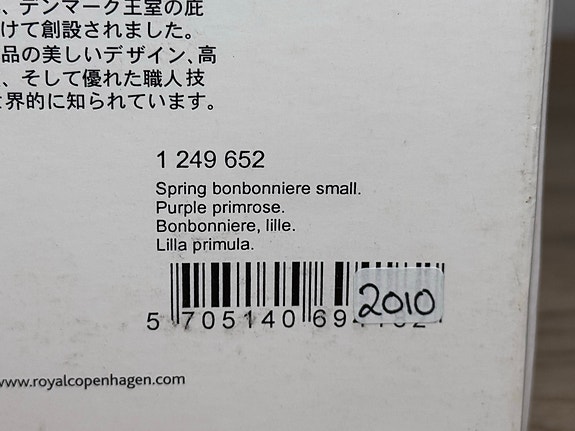 、デンマーク王室の庇
けて創設されました。
品の美しいデザイン、高
、そして優れた職人技
界的に知られています。
1 249 652
Spring bonbonniere small.
Purple primrose.
Bonbonniere, lille.
Lilla primula.
2010
5 705140 69
www.royalcopenhagen.com